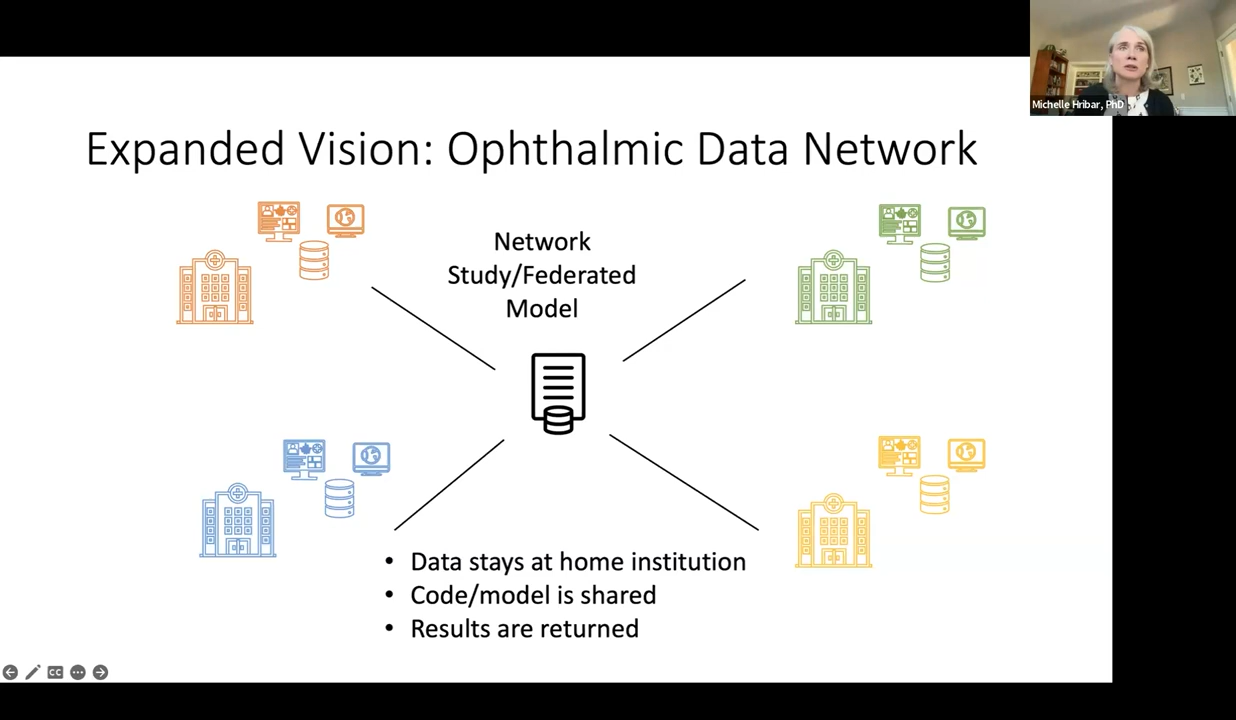 Michelle Hribar, PhD
Expanded Vision: Ophthalmic Data Network
Network
Study/Federated
Model
• Data stays at home institution
• Code/model is shared
• Results are returned
CC